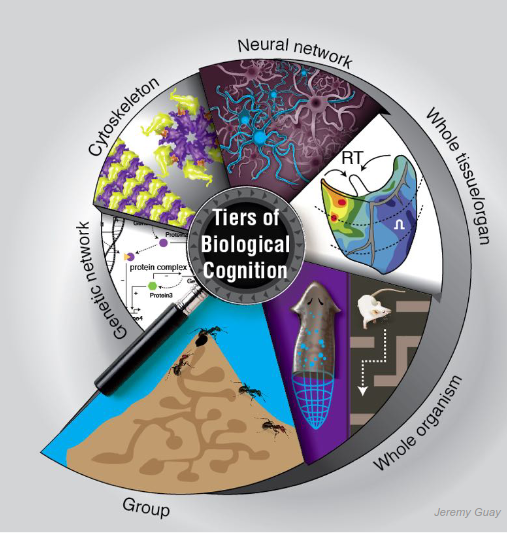 Neural network
Cytoskeleton
Whole tissue/organ
RT
Ω
Tiers of
Biological
Cognition
Genetic network
protein complex
Protein3
Whole organism
Group
Jeremy Guay